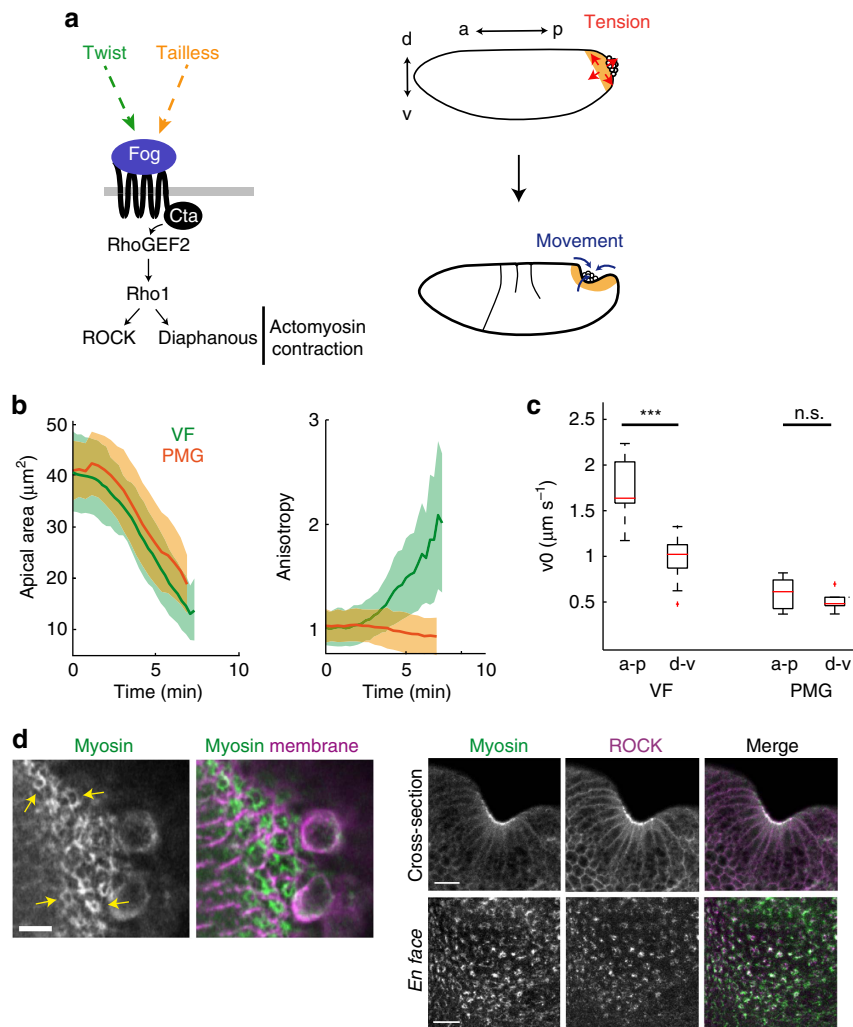 a
Twist
Tailless
Fog
Cta
RhoGEF2
Rho1
ROCK
Diaphanous
Actomyosin
contraction
a
p
d
v
Tension
Movement
b
Apical area (μm²)
50
40
30
20
10
0
5
10
Time (min)
VF
PMG
Anisotropy
3
2
1
0
5
10
Time (min)
c
v0 (μm s⁻¹)
2.5
2
1.5
1
0.5
***
n.s.
a-p
d-v
a-p
d-v
VF
PMG
d
Myosin
Myosin membrane
Myosin
ROCK
Merge
Cross-section
En face